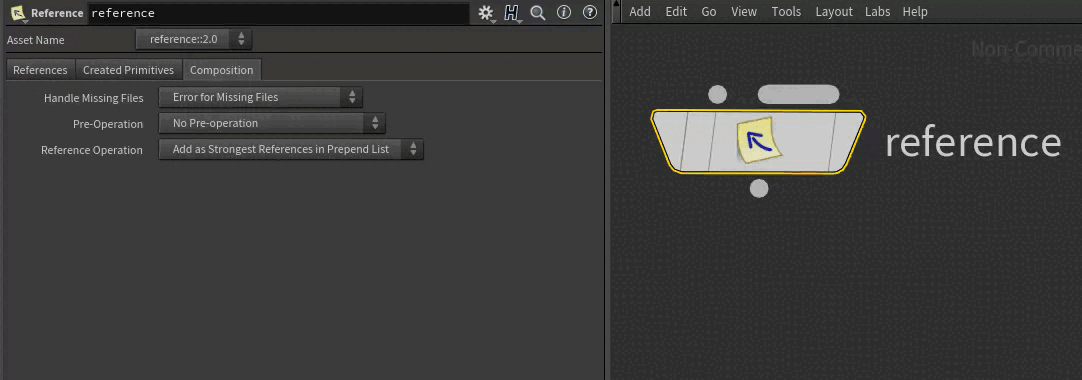 Reference reference
Add Edit Go View Tools Layout Labs Help
Asset Name reference::2.0
Non-Comme
References Created Primitives Composition
Handle Missing Files Error for Missing Files
Pre-Operation No Pre-operation
Reference Operation Add as Strongest References in Prepend List
reference